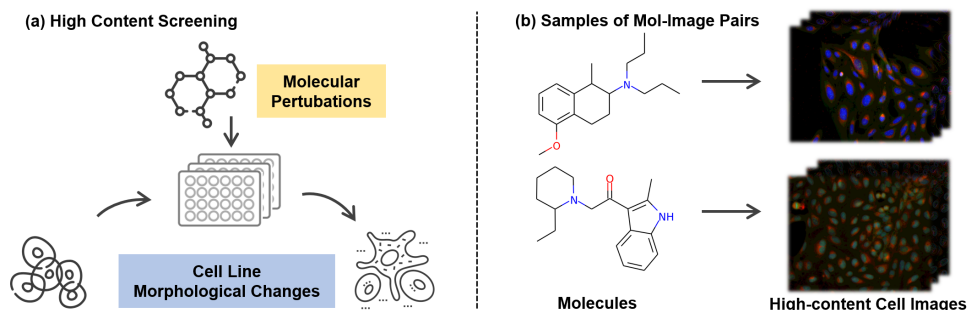 (a) High Content Screening
Molecular
Pertubations
Cell Line
Morphological Changes
(b) Samples of Mol-Image Pairs
N
O
N
O
NH
Molecules
High-content Cell Images